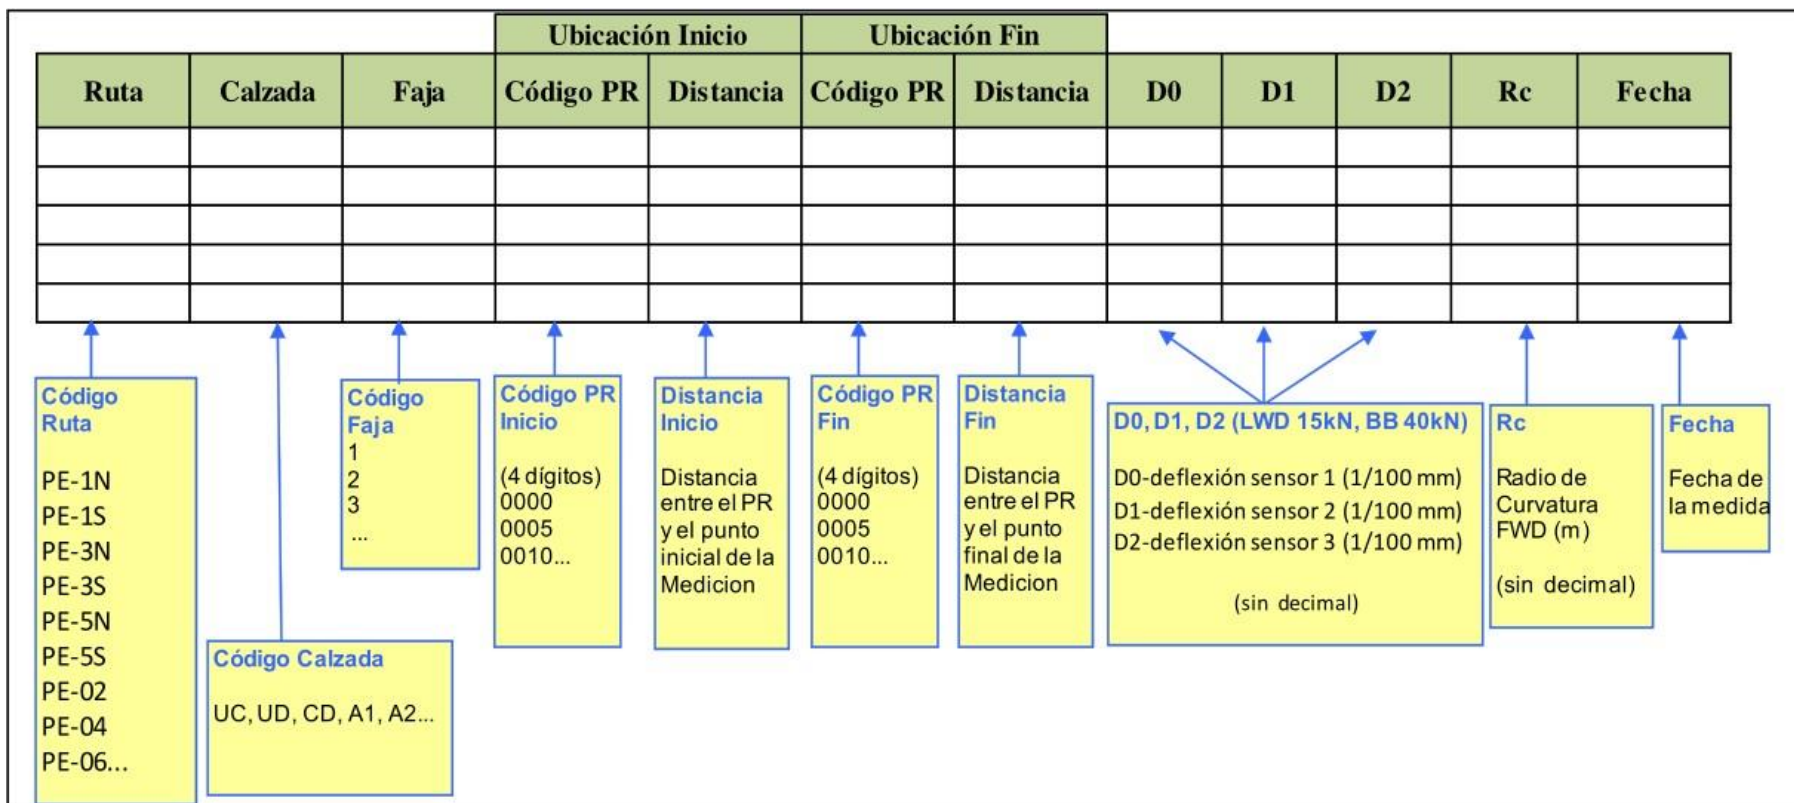 Ubicación Inicio Ubicación Fin
Ruta Calzada Faja Código PR Distancia Código PR Distancia D0 D1 D2 Rc Fecha
Código
Ruta
PE-1N
PE-1S
PE-3N
PE-3S
PE-5N
PE-5S
PE-02
PE-04
PE-06...
Código Calzada
UC, UD, CD, A1, A2...
Código
Faja
1
2
3
...
Código PR
Inicio
(4 dígitos)
0000
0005
0010...
Distancia
Inicio
Distancia
entre el PR
y el punto
inicial de la
Medicion
Código PR
Fin
(4 dígitos)
0000
0005
0010...
Distancia
Fin
Distancia
entre el PR
y el punto
final de la
Medicion
D0, D1, D2 (LWD 15kN, BB 40kN)
D0-deflexión sensor 1 (1/100 mm)
D1-deflexión sensor 2 (1/100 mm)
D2-deflexión sensor 3 (1/100 mm)
(sin decimal)
Rc
Radio de
Curvatura
FWD (m)
(sin decimal)
Fecha
Fecha de
la medida